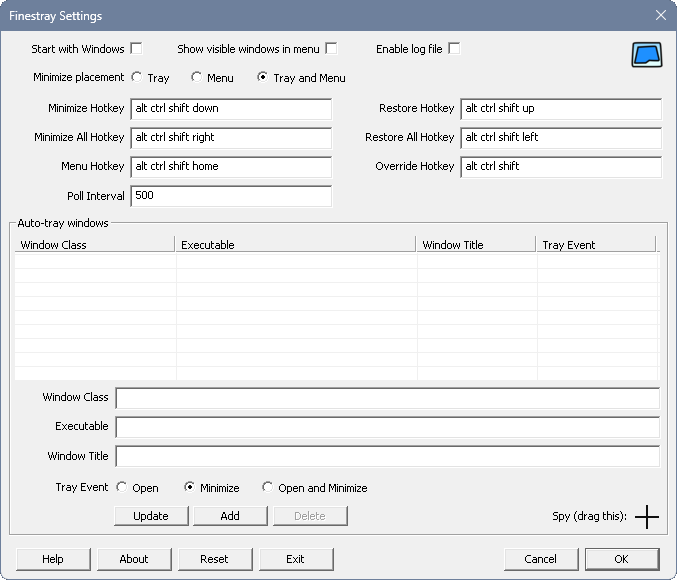 Finestray Settings
Start with Windows Show visible windows in menu Enable log file
Minimize placement Tray Menu Tray and Menu
Minimize Hotkey alt ctrl shift down Restore Hotkey alt ctrl shift up
Minimize All Hotkey alt ctrl shift right Restore All Hotkey alt ctrl shift left
Menu Hotkey alt ctrl shift home Override Hotkey alt ctrl shift
Poll Interval 500
Auto-tray windows
Window Class Executable Window Title Tray Event
Window Class
Executable
Window Title
Tray Event Open Minimize Open and Minimize
Update Add Delete Spy (drag this):
Help About Reset Exit Cancel OK